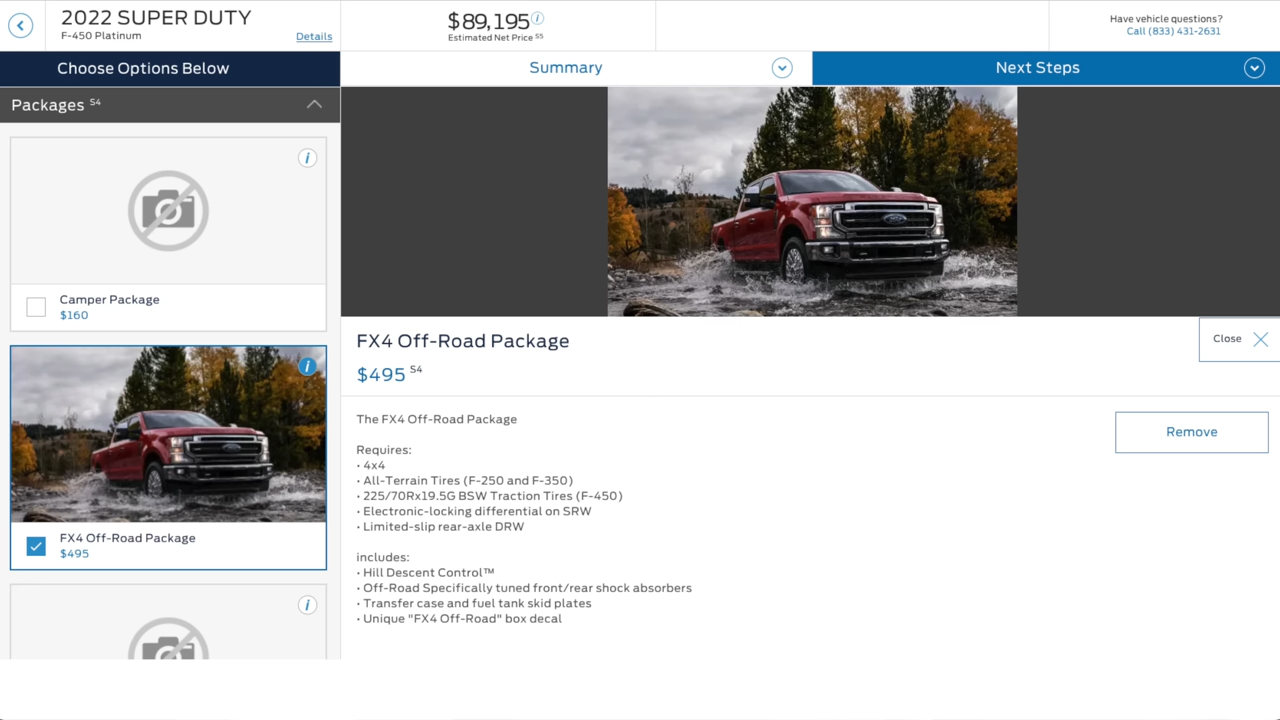 2022 SUPER DUTY
F-450 Platinum
Details
$89,195 i
Estimated Net Price S5
Have vehicle questions?
Call (833) 431-2631
Choose Options Below
Summary
Next Steps
Packages S4
i
Camper Package
$160
i
FX4 Off-Road Package
$495
i
FX4 Off-Road Package
$495 S4
Close
The FX4 Off-Road Package
Remove
Requires:
• 4x4
• All-Terrain Tires (F-250 and F-350)
• 225/70Rx19.5G BSW Traction Tires (F-450)
• Electronic-locking differential on SRW
• Limited-slip rear-axle DRW
includes:
• Hill Descent Control™
• Off-Road Specifically tuned front/rear shock absorbers
• Transfer case and fuel tank skid plates
• Unique "FX4 Off-Road" box decal